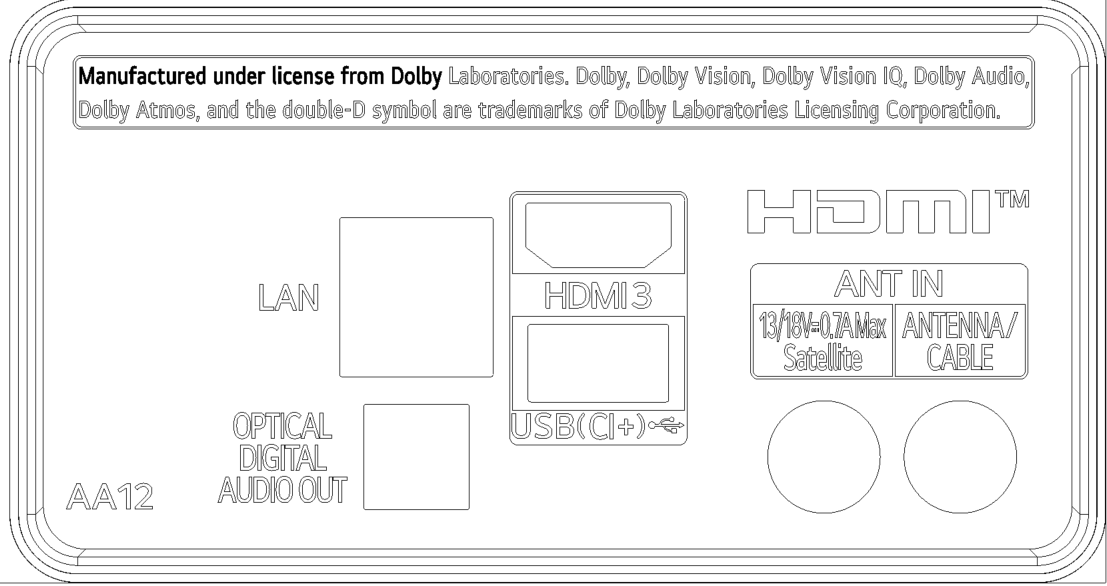 Manufactured under license from Dolby Laboratories. Dolby, Dolby Vision, Dolby Vision IQ, Dolby Audio,
Dolby Atmos, and the double-D symbol are trademarks of Dolby Laboratories Licensing Corporation.
HDMI™
LAN
HDMI 3
ANT IN
13/18V⎓0.7A Max
Satellite
ANTENNA/
CABLE
USB(CI+)
OPTICAL
DIGITAL
AUDIO OUT
AA12